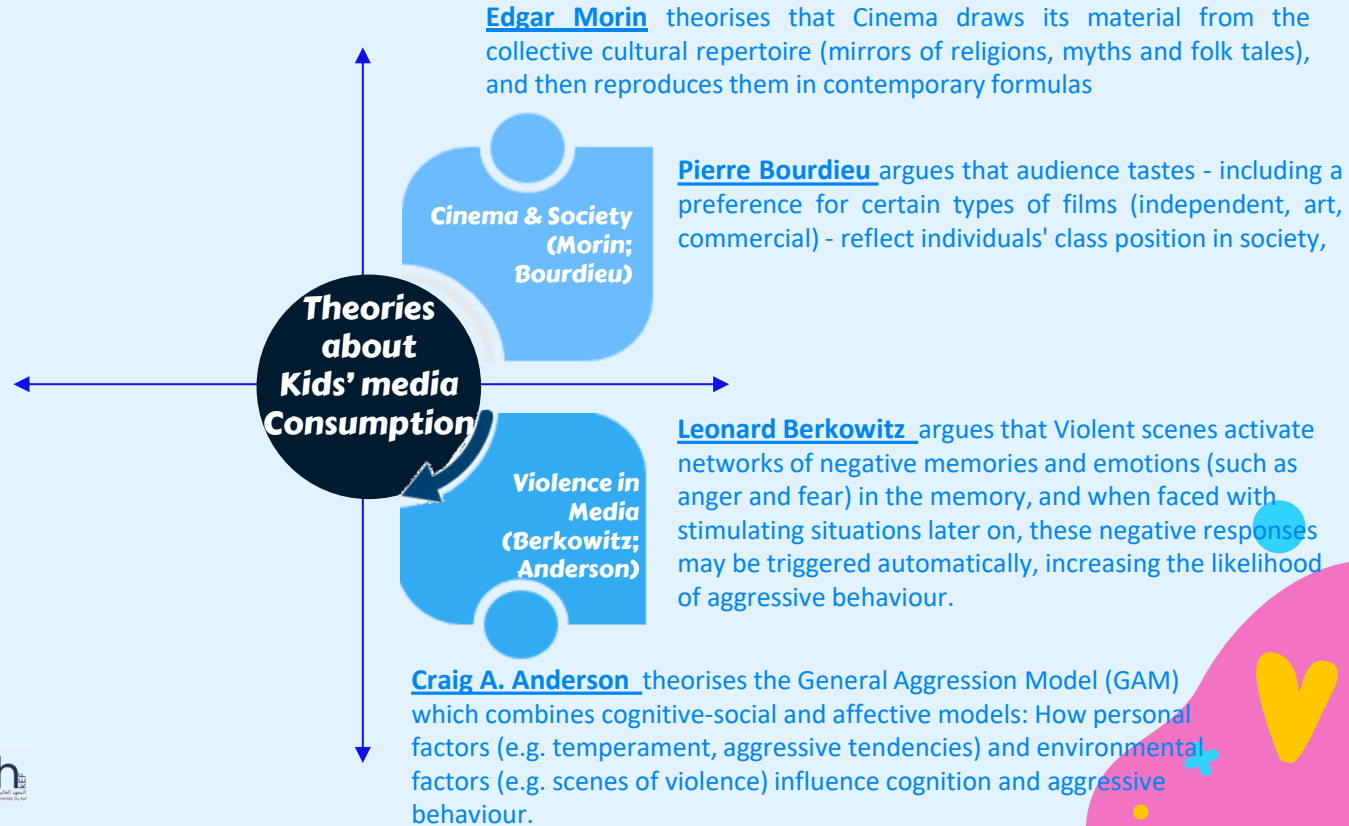 Edgar Morin theorises that Cinema draws its material from the
collective cultural repertoire (mirrors of religions, myths and folk tales),
and then reproduces them in contemporary formulas
Cinema & Society
(Morin;
Bourdieu)
Pierre Bourdieu argues that audience tastes - including a
preference for certain types of films (independent, art,
commercial) - reflect individuals' class position in society,
Theories
about
Kids' media
Consumption
Violence in
Media
(Berkowitz;
Anderson)
Leonard Berkowitz argues that Violent scenes activate
networks of negative memories and emotions (such as
anger and fear) in the memory, and when faced with
stimulating situations later on, these negative responses
may be triggered automatically, increasing the likelihood
of aggressive behaviour.
Craig A. Anderson theorises the General Aggression Model (GAM)
which combines cognitive-social and affective models: How personal
factors (e.g. temperament, aggressive tendencies) and environmental
factors (e.g. scenes of violence) influence cognition and aggressive
behaviour.
h
KEF
المعهد العالي